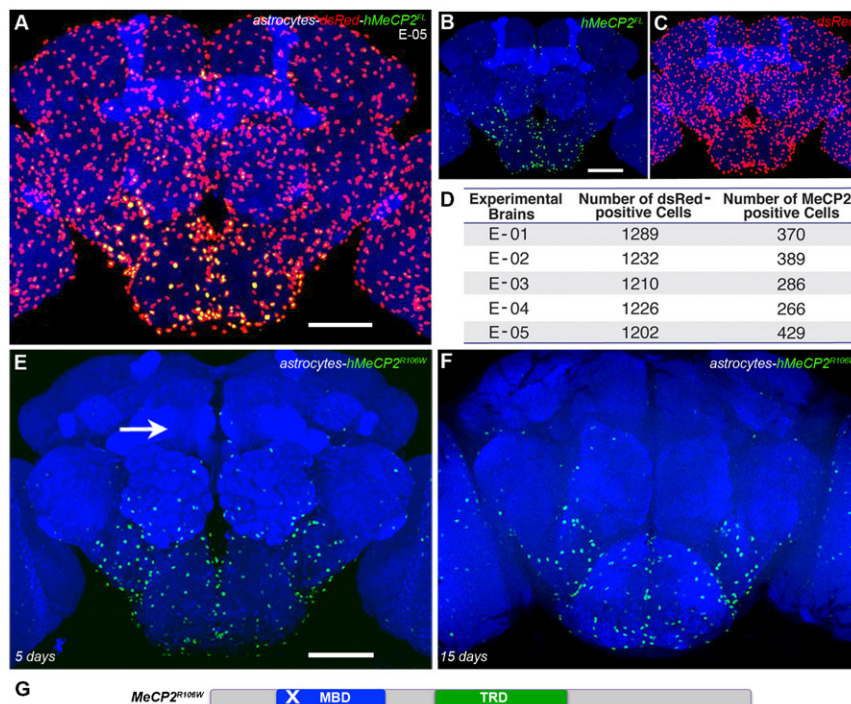 A
astrocytes-dsRed-hMeCP2FL
E-05
B
hMeCP2FL
C
dsRed
D
Experimental Brains Number of dsRed-positive Cells Number of MeCP2 positive Cells
E-01 1289 370
E-02 1232 389
E-03 1210 286
E-04 1226 266
E-05 1202 429
E
astrocytes-hMeCP2R106W
5 days
F
astrocytes-hMeCP2R106W
15 days
G
MeCP2R106W X MBD TRD